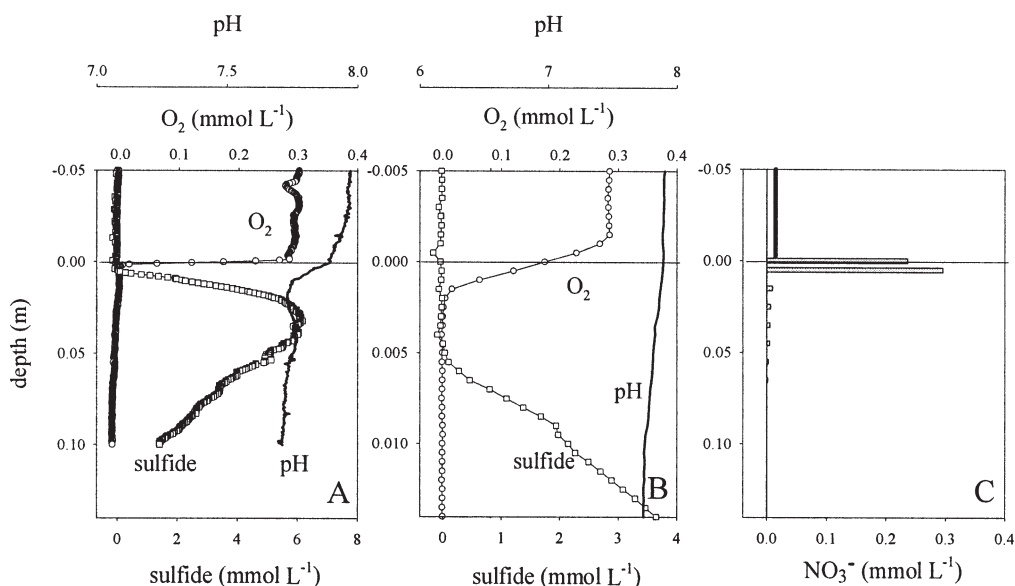 pH
pH
7.0 7.5 8.0
6 7 8
O₂ (mmol L⁻¹)
O₂ (mmol L⁻¹)
0.0 0.1 0.2 0.3 0.4
0.0 0.1 0.2 0.3 0.4
-0.05
-0.005
-0.05
O₂
0.00
0.000
0.00
O₂
depth (m)
0.05
0.005
0.05
pH
0.10
0.010
0.10
sulfide
pH
A
sulfide
B
C
0 2 4 6 8
0 1 2 3 4
0.0 0.1 0.2 0.3 0.4
sulfide (mmol L⁻¹)
sulfide (mmol L⁻¹)
NO₃⁻ (mmol L⁻¹)